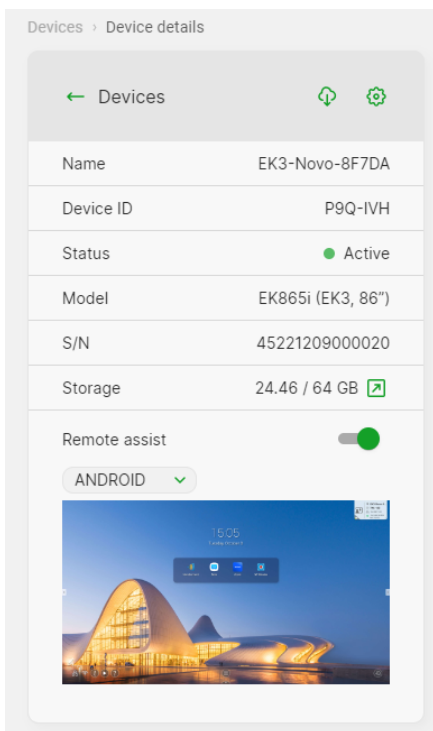 Devices › Device details
← Devices
Name EK3-Novo-8F7DA
Device ID P9Q-IVH
Status Active
Model EK865i (EK3, 86”)
S/N 45221209000020
Storage 24.46 / 64 GB
Remote assist
ANDROID
15:05